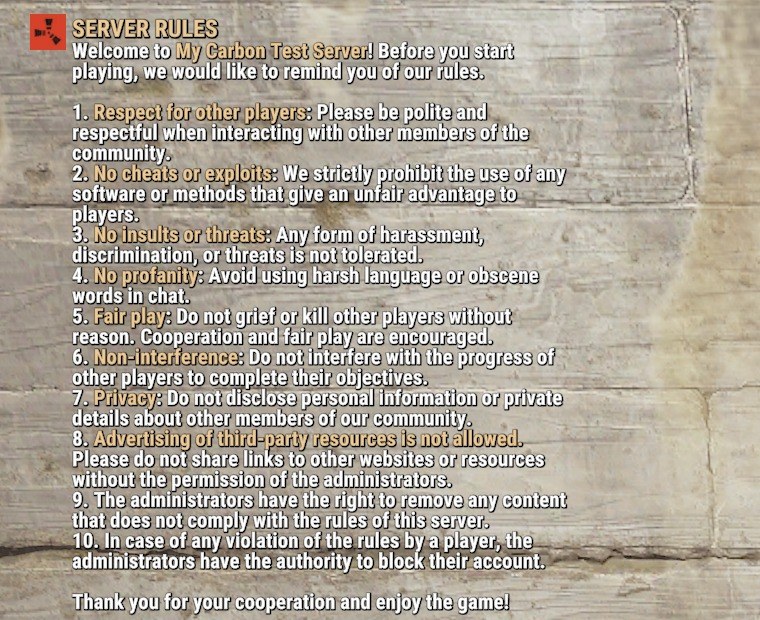 SERVER RULES
Welcome to My Carbon Test Server! Before you start
playing, we would like to remind you of our rules.
1. Respect for other players: Please be polite and
respectful when interacting with other members of the
community.
2. No cheats or exploits: We strictly prohibit the use of any
software or methods that give an unfair advantage to
players.
3. No insults or threats: Any form of harassment,
discrimination, or threats is not tolerated.
4. No profanity: Avoid using harsh language or obscene
words in chat.
5. Fair play: Do not grief or kill other players without
reason. Cooperation and fair play are encouraged.
6. Non-interference: Do not interfere with the progress of
other players to complete their objectives.
7. Privacy: Do not disclose personal information or private
details about other members of our community.
8. Advertising of third-party resources is not allowed.
Please do not share links to other websites or resources
without the permission of the administrators.
9. The administrators have the right to remove any content
that does not comply with the rules of this server.
10. In case of any violation of the rules by a player, the
administrators have the authority to block their account.
Thank you for your cooperation and enjoy the game!